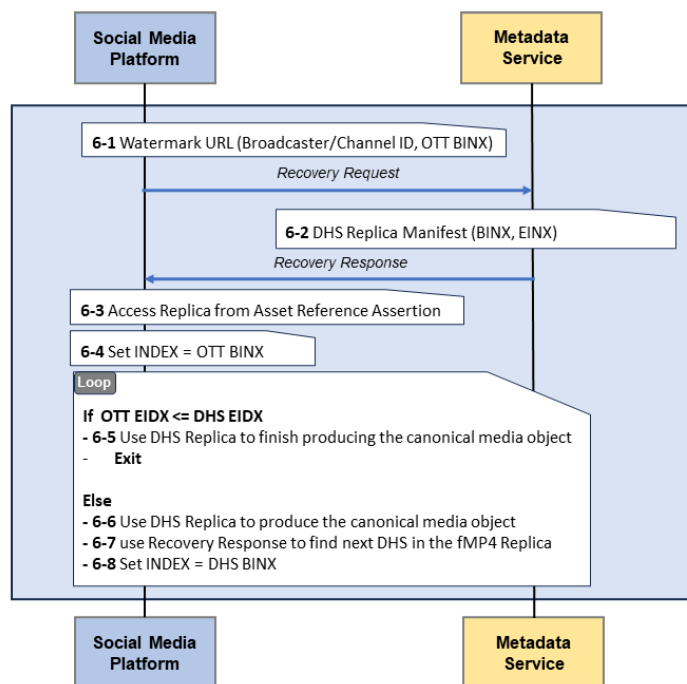 Social Media
Platform
Metadata
Service
6-1 Watermark URL (Broadcaster/Channel ID, OTT BINX)
Recovery Request
6-2 DHS Replica Manifest (BINX, EINX)
Recovery Response
6-3 Access Replica from Asset Reference Assertion
6-4 Set INDEX = OTT BINX
Loop
If OTT EIDX <= DHS EIDX
- 6-5 Use DHS Replica to finish producing the canonical media object
- Exit
Else
- 6-6 Use DHS Replica to produce the canonical media object
- 6-7 use Recovery Response to find next DHS in the fMP4 Replica
- 6-8 Set INDEX = DHS BINX
Social Media
Platform
Metadata
Service